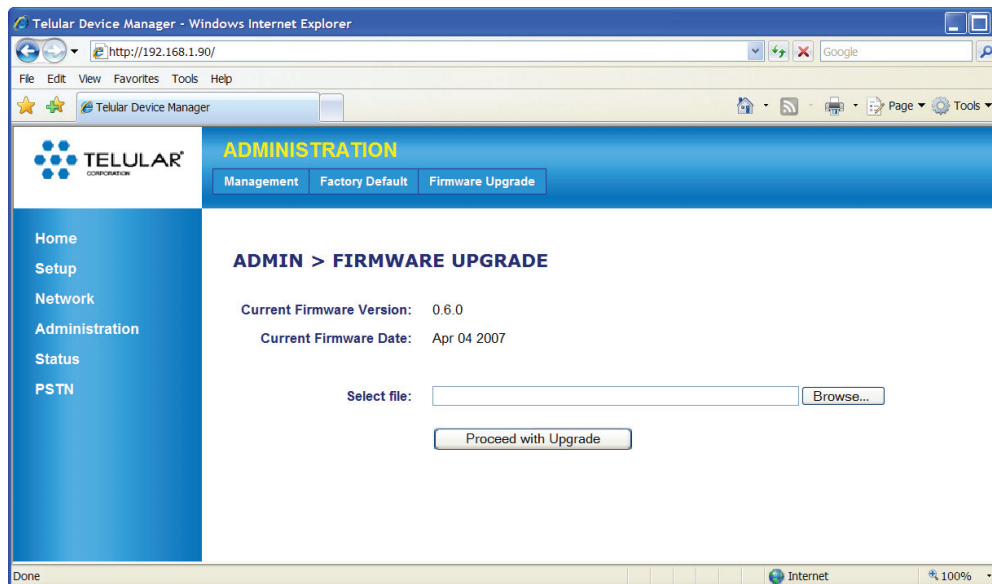 Telular Device Manager - Windows Internet Explorer
http://192.168.1.90/
Google
File Edit View Favorites Tools Help
Telular Device Manager
Page Tools
TELULAR
CORPORATION
ADMINISTRATION
Management Factory Default Firmware Upgrade
Home
Setup
Network
Administration
Status
PSTN
ADMIN > FIRMWARE UPGRADE
Current Firmware Version: 0.6.0
Current Firmware Date: Apr 04 2007
Select file: Browse...
Proceed with Upgrade
Done Internet 100%